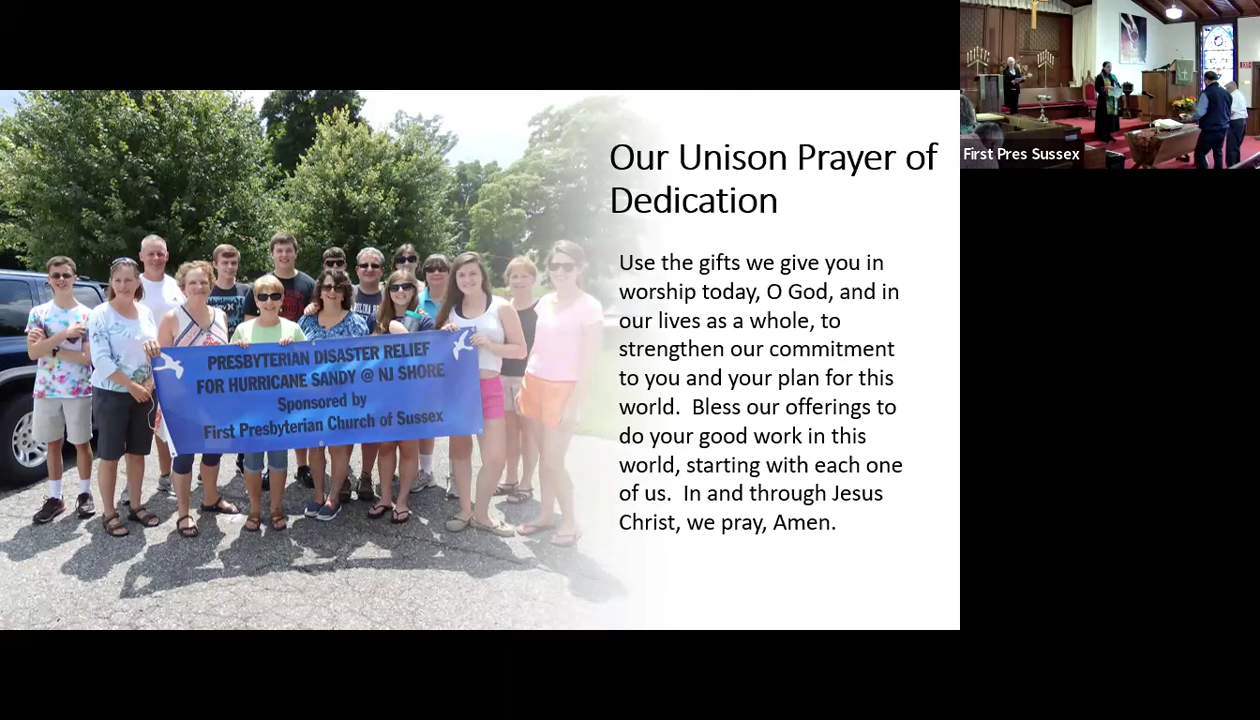 Our Unison Prayer of
Dedication
Use the gifts we give you in
worship today, O God, and in
our lives as a whole, to
strengthen our commitment
to you and your plan for this
world.  Bless our offerings to
do your good work in this
world, starting with each one
of us.  In and through Jesus
Christ, we pray, Amen.
PRESBYTERIAN DISASTER RELIEF
FOR HURRICANE SANDY @ NJ SHORE
Sponsored by
First Presbyterian Church of Sussex
First Pres Sussex